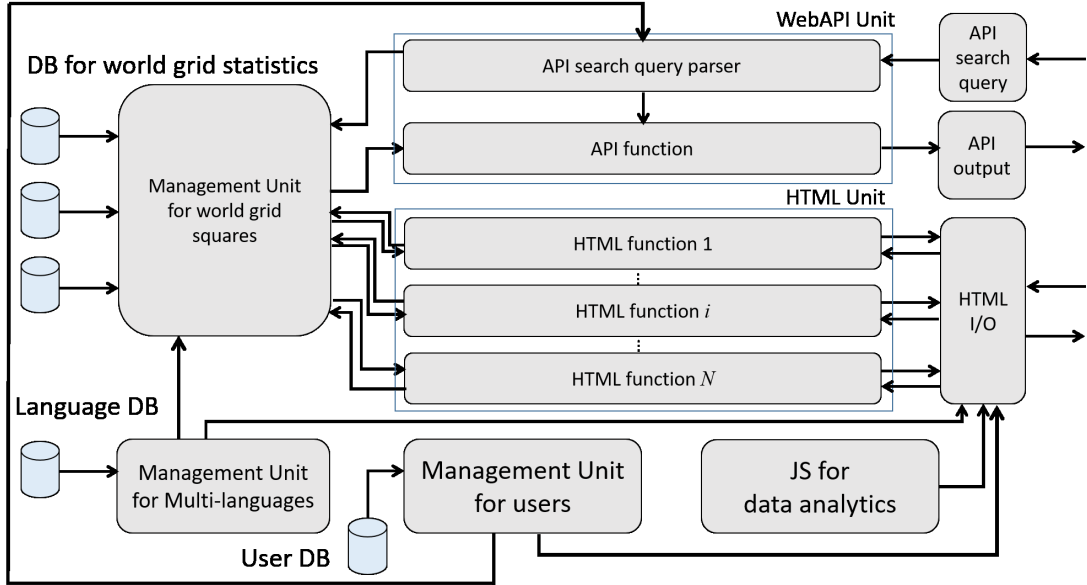 WebAPI Unit
DB for world grid statistics
API search query parser
API
search
query
API function
API
output
Management Unit
for world grid
squares
HTML Unit
HTML function 1
HTML function i
HTML function N
HTML
I/O
Language DB
Management Unit
for Multi-languages
Management Unit
for users
JS for
data analytics
User DB